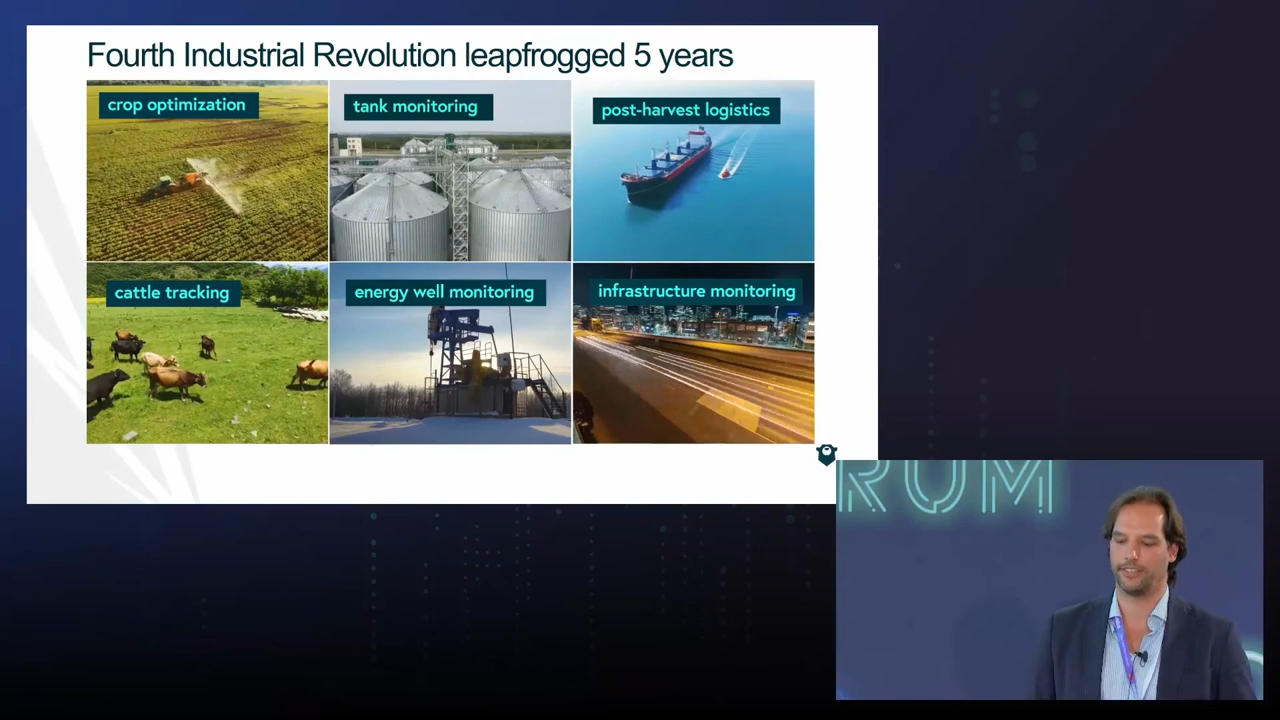 Fourth Industrial Revolution leapfrogged 5 years
crop optimization
tank monitoring
post-harvest logistics
cattle tracking
energy well monitoring
infrastructure monitoring
RUM